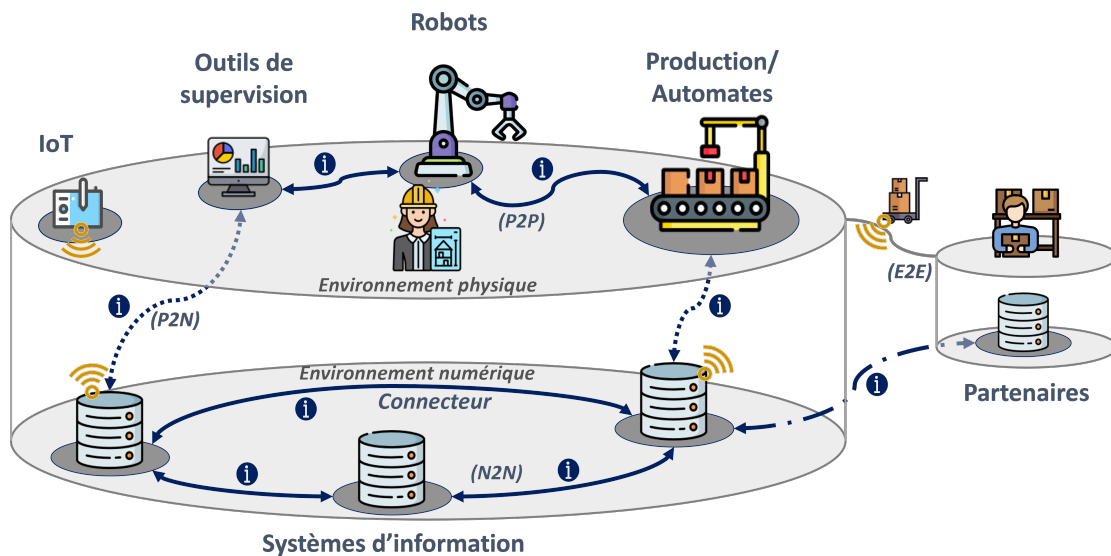 Robots
Outils de
supervision
Production/
Automates
IoT
i
i
(P2P)
(E2E)
Environnement physique
i
(P2N)
i
Environnement numérique
i
Connecteur
i
Partenaires
i
(N2N)
i
Systèmes d’information